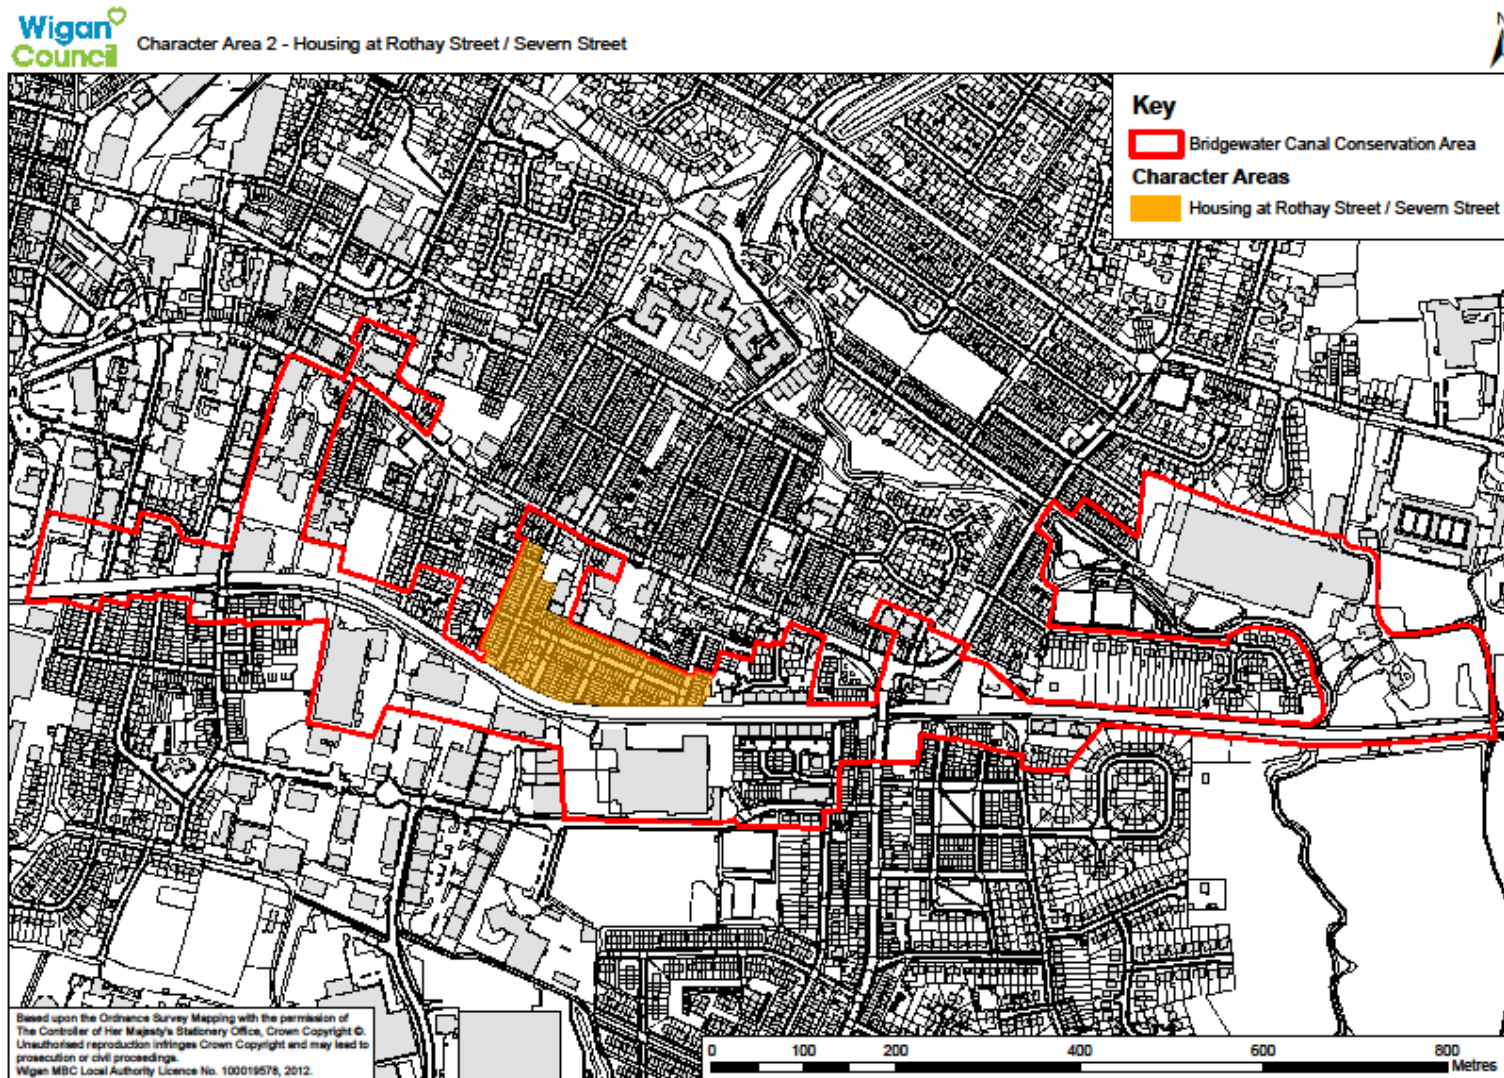 Wigan
Council
Character Area 2 - Housing at Rothay Street / Severn Street
N
Key
Bridgewater Canal Conservation Area
Character Areas
Housing at Rothay Street / Severn Street
Based upon the Ordnance Survey Mapping with the permission of
The Controller of Her Majesty's Stationery Office, Crown Copyright ©.
Unauthorised reproduction infringes Crown Copyright and may lead to
prosecution or civil proceedings.
Wigan MBC Local Authority Licence No. 100019578, 2012.
0 100 200 400 600 800
Metres